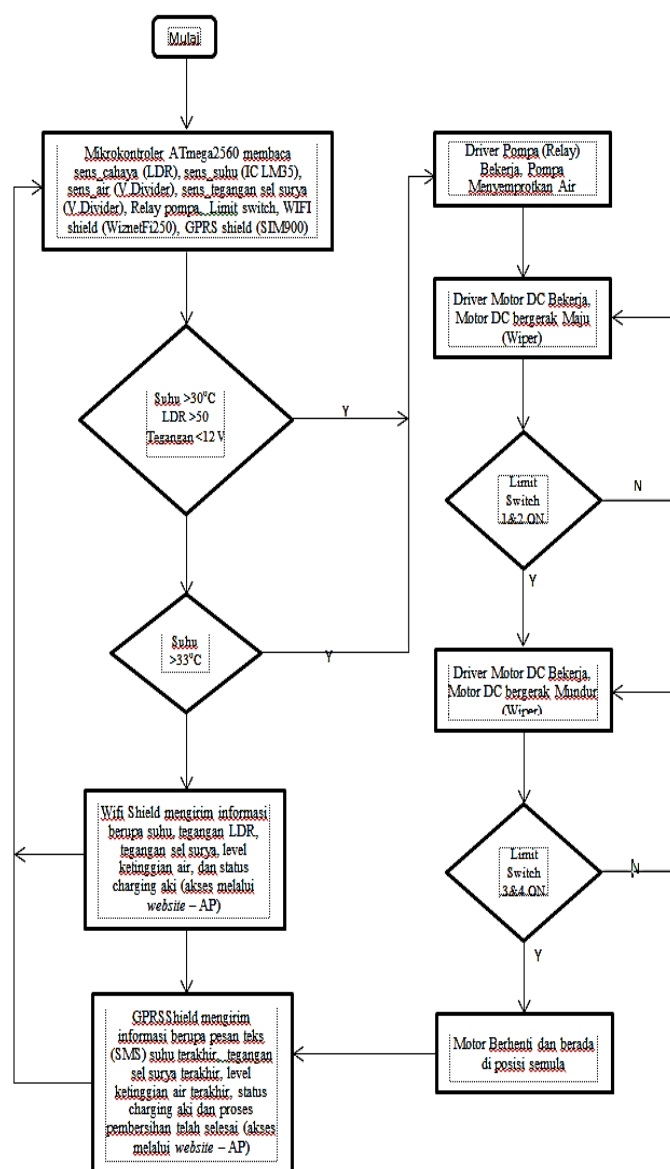 Mulai
Mikrokontroler ATmega2560 membaca
sens_cahaya (LDR), sens_suhu (IC LM35),
sens_air (V.Divider), sens_tegangan sel surya
(V.Divider), Relay pompa, Limit switch, WIFI
shield (WiznetFi250), GPRS shield (SIM900)
Suhu >30°C
LDR >50
Tegangan <12 V
Y
Suhu
>33°C
Y
Wifi Shield mengirim informasi
berupa suhu, tegangan LDR,
tegangan sel surya, level
ketinggian air, dan status
charging aki (akses melalui
website – AP)
GPRSShield mengirim
informasi berupa pesan teks
(SMS) suhu terakhir, tegangan
sel surya terakhir, level
ketinggian air terakhir, status
charging aki dan proses
pembersihan telah selesai (akses
melalui website – AP)
Driver Pompa (Relay)
Bekerja, Pompa
Menyemprotkan Air
Driver Motor DC Bekerja,
Motor DC bergerak Maju
(Wiper)
Limit
Switch
1&2 ON
N
Y
Driver Motor DC Bekerja,
Motor DC bergerak Mundur
(Wiper)
Limit
Switch
3&4 ON
N
Y
Motor Berhenti dan berada
di posisi semula